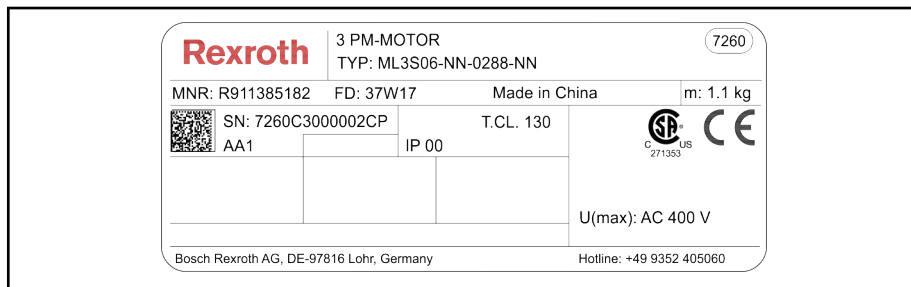 Rexroth
3 PM-MOTOR
TYP: ML3S06-NN-0288-NN
7260
MNR: R911385182 FD: 37W17 Made in China m: 1.1 kg
SN: 7260C3000002CP T.CL. 130
AA1 IP 00
SA
C US
271353
CE
U(max): AC 400 V
Bosch Rexroth AG, DE-97816 Lohr, Germany Hotline: +49 9352 405060